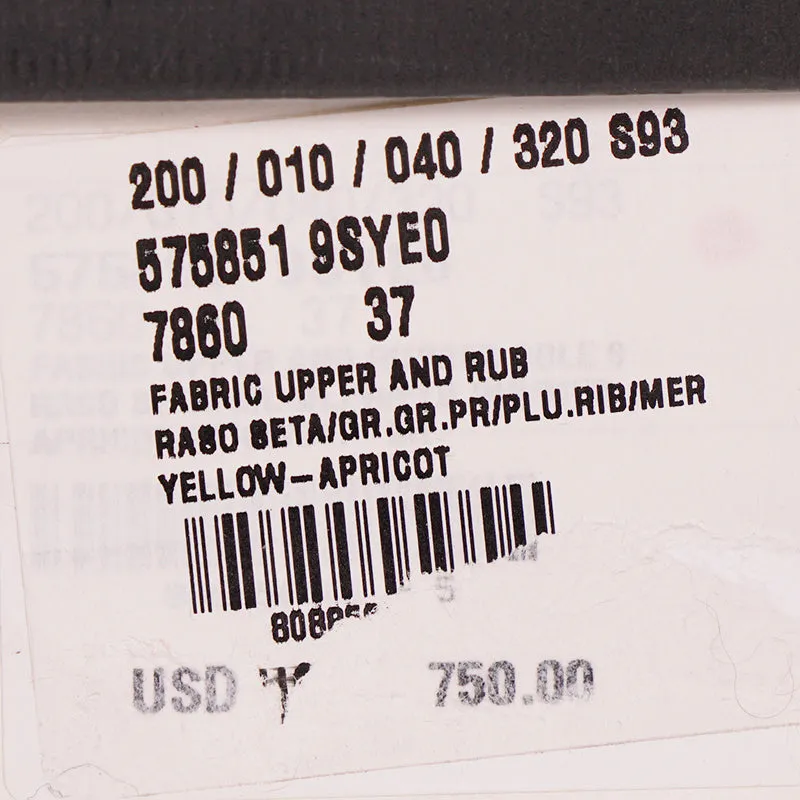 200 / 010 / 040 / 320 S93
575851 9SYE0
7860 37
FABRIC UPPER AND RUB
RASO SETA/GR.GR.PR/PLU.RIB/MER
YELLOW-APRICOT
USD 750.00